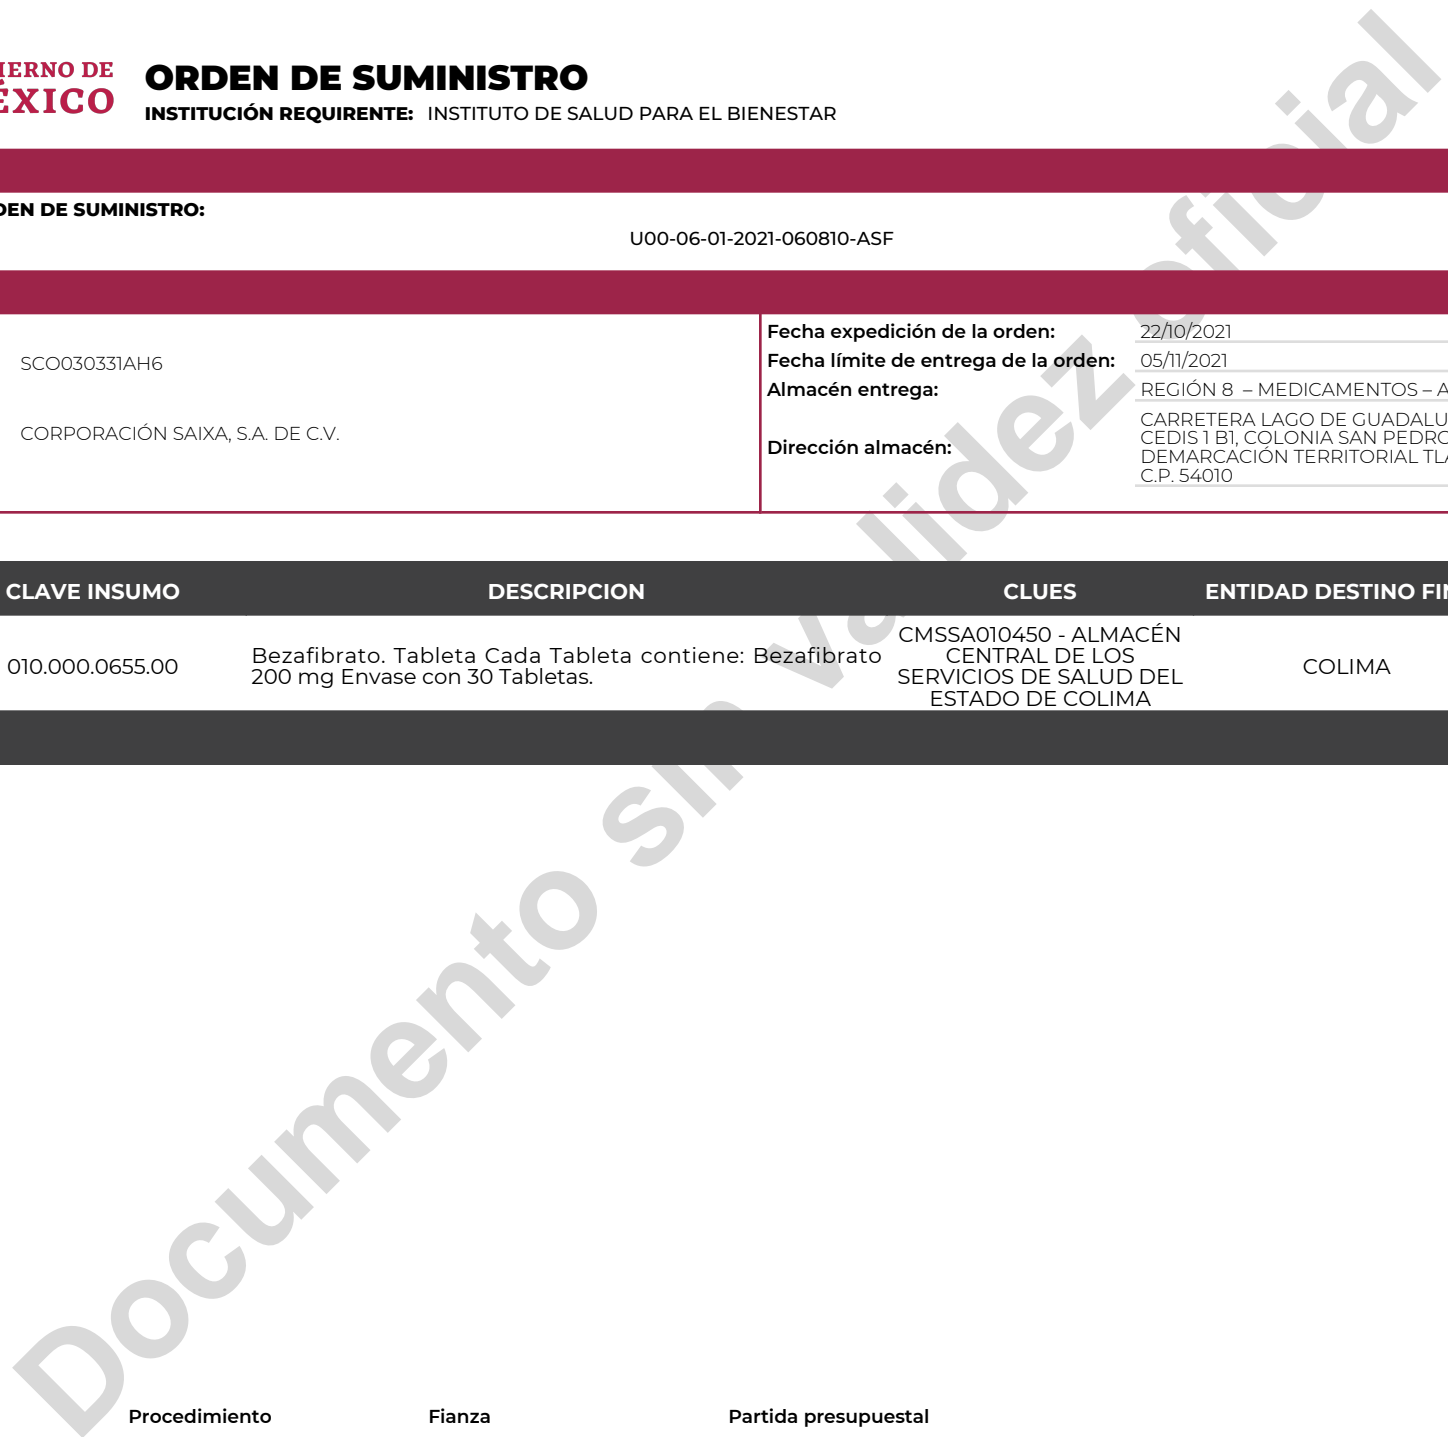 IERNO DE
ÉXICO
ORDEN DE SUMINISTRO
INSTITUCIÓN REQUIRENTE: INSTITUTO DE SALUD PARA EL BIENESTAR
DEN DE SUMINISTRO:
U00-06-01-2021-060810-ASF
SCO030331AH6
CORPORACIÓN SAIXA, S.A. DE C.V.
Fecha expedición de la orden: 22/10/2021
Fecha límite de entrega de la orden: 05/11/2021
Almacén entrega: REGIÓN 8 – MEDICAMENTOS – A
Dirección almacén:
CARRETERA LAGO DE GUADALU
CEDIS 1 B1, COLONIA SAN PEDRO
DEMARCACIÓN TERRITORIAL TLA
C.P. 54010
CLAVE INSUMO DESCRIPCION CLUES ENTIDAD DESTINO FIN
010.000.0655.00
Bezafibrato. Tableta Cada Tableta contiene: Bezafibrato
200 mg Envase con 30 Tabletas.
CMSSA010450 - ALMACÉN
CENTRAL DE LOS
SERVICIOS DE SALUD DEL
ESTADO DE COLIMA
COLIMA
Documento sin validez oficial
Procedimiento Fianza Partida presupuestal